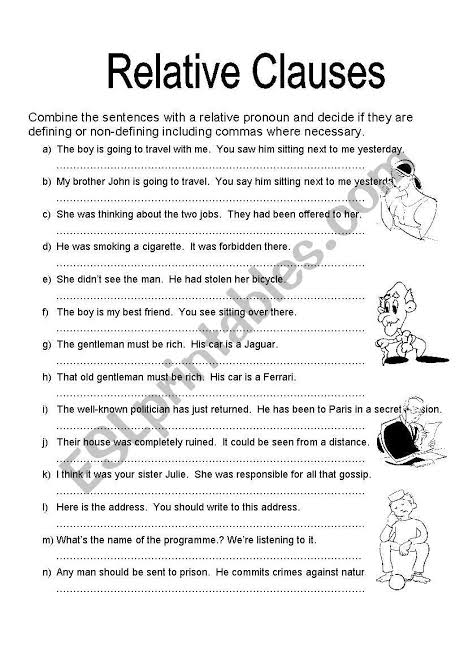 Relative Clauses
Combine the sentences with a relative pronoun and decide if they are
defining or non-defining including commas where necessary.
a) The boy is going to travel with me. You saw him sitting next to me yesterday.
b) My brother John is going to travel. You say him sitting next to me yesterd
c) She was thinking about the two jobs. They had been offered to her.
d) He was smoking a cigarette. It was forbidden there.
e) She didn't see the man. He had stolen her bicycle.
f) The boy is my best friend. You see sitting over there.
g) The gentleman must be rich. His car is a Jaguar.
h) That old gentleman must be rich. His car is a Ferrari.
i) The well-known politician has just returned. He has been to Paris in a secret sion.
j) Their house was completely ruined. It could be seen from a distance.
k) I think it was your sister Julie. She was responsible for all that gossip.
l) Here is the address. You should write to this address.
m) What's the name of the programme.? We're listening to it.
n) Any man should be sent to prison. He commits crimes against natur
ESLprintables.com